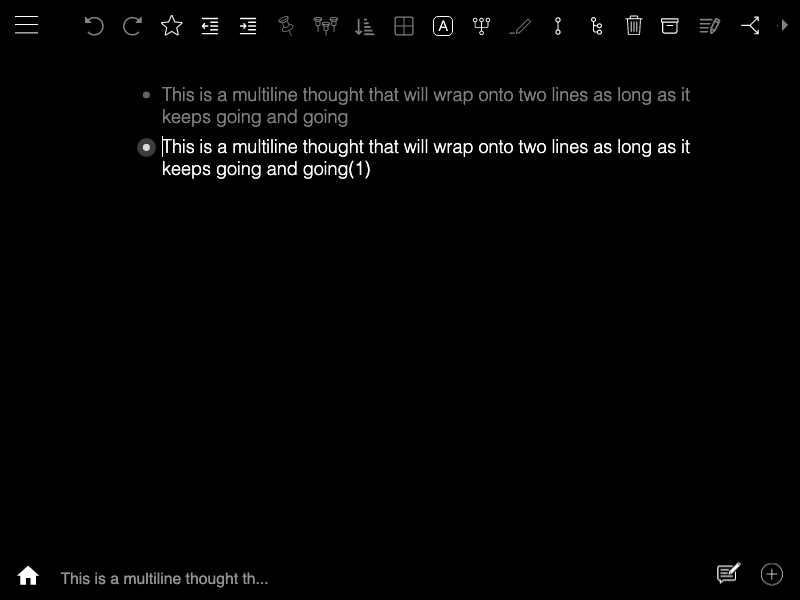 A
This is a multiline thought that will wrap onto two lines as long as it
keeps going and going
This is a multiline thought that will wrap onto two lines as long as it
keeps going and going(1)
This is a multiline thought th...